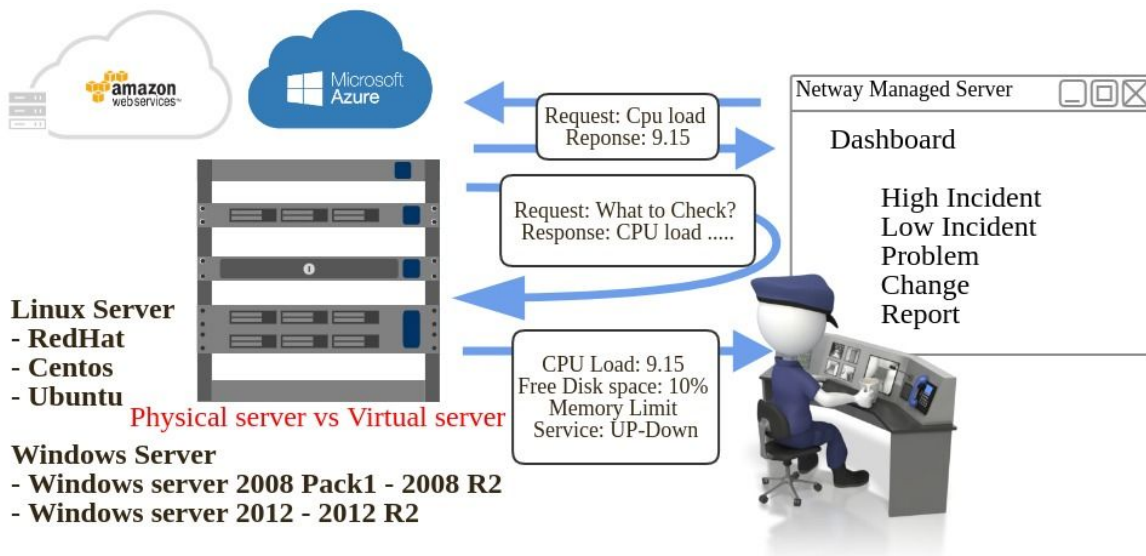 amazon
webservices™
Microsoft
Azure
Request: Cpu load
Reponse: 9.15
Netway Managed Server
Dashboard
High Incident
Low Incident
Problem
Change
Report
Request: What to Check?
Response: CPU load .....
CPU Load: 9.15
Free Disk space: 10%
Memory Limit
Service: UP-Down
Linux Server
- RedHat
- Centos
- Ubuntu
Physical server vs Virtual server
Windows Server
- Windows server 2008 Pack1 - 2008 R2
- Windows server 2012 - 2012 R2